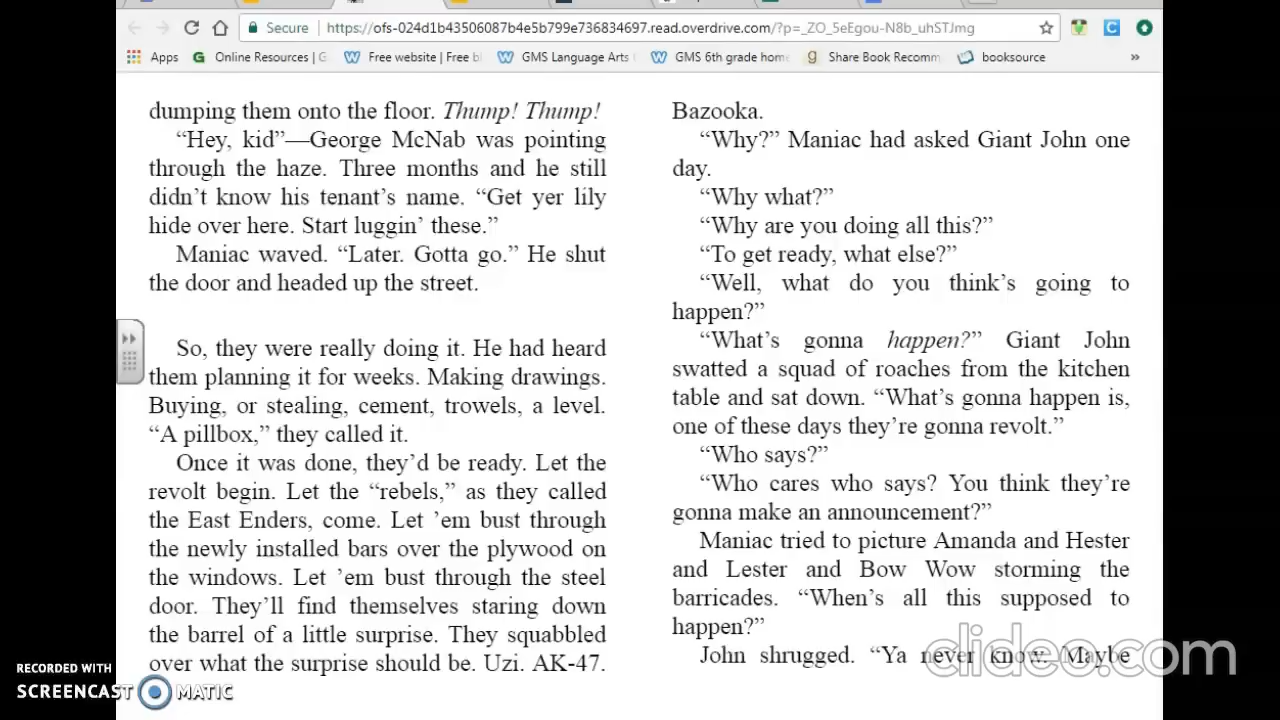 Secure
https://ofs-024d1b43506087b4e5b799e736834697.read.overdrive.com/?p=_ZO_5eEgou-N8b_uhSTJmg
Apps
Online Resources | G
Free website | Free bl
GMS Language Arts
GMS 6th grade home
Share Book Recomm
booksource
dumping them onto the floor. Thump! Thump!
“Hey, kid”—George McNab was pointing
through the haze. Three months and he still
didn’t know his tenant’s name. “Get yer lily
hide over here. Start luggin’ these.”
Maniac waved. “Later. Gotta go.” He shut
the door and headed up the street.
So, they were really doing it. He had heard
them planning it for weeks. Making drawings.
Buying, or stealing, cement, trowels, a level.
“A pillbox,” they called it.
Once it was done, they’d be ready. Let the
revolt begin. Let the “rebels,” as they called
the East Enders, come. Let ’em bust through
the newly installed bars over the plywood on
the windows. Let ’em bust through the steel
door. They’ll find themselves staring down
the barrel of a little surprise. They squabbled
over what the surprise should be. Uzi. AK-47.
Bazooka.
“Why?” Maniac had asked Giant John one
day.
“Why what?”
“Why are you doing all this?”
“To get ready, what else?”
“Well, what do you think’s going to
happen?”
“What’s gonna happen?” Giant John
swatted a squad of roaches from the kitchen
table and sat down. “What’s gonna happen is,
one of these days they’re gonna revolt.”
“Who says?”
“Who cares who says? You think they’re
gonna make an announcement?”
Maniac tried to picture Amanda and Hester
and Lester and Bow Wow storming the
barricades. “When’s all this supposed to
happen?”
John shrugged. “Ya never know. Maybe
clideo.com
RECORDED WITH
SCREENCAST MATIC